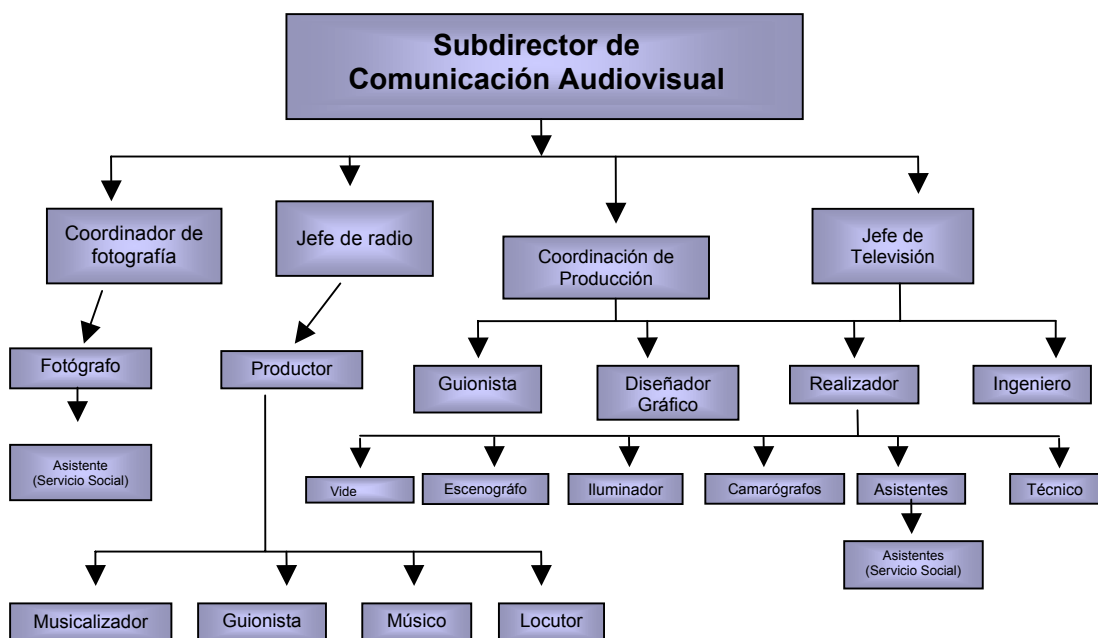 Subdirector de
Comunicación Audiovisual
Coordinador de
fotografía
Jefe de radio
Coordinación de
Producción
Jefe de
Televisión
Fotógrafo
Productor
Guionista
Diseñador
Gráfico
Realizador
Ingeniero
Asistente
(Servicio Social)
Vide
Escenográfo
Iluminador
Camarógrafos
Asistentes
Técnico
Asistentes
(Servicio Social)
Musicalizador
Guionista
Músico
Locutor